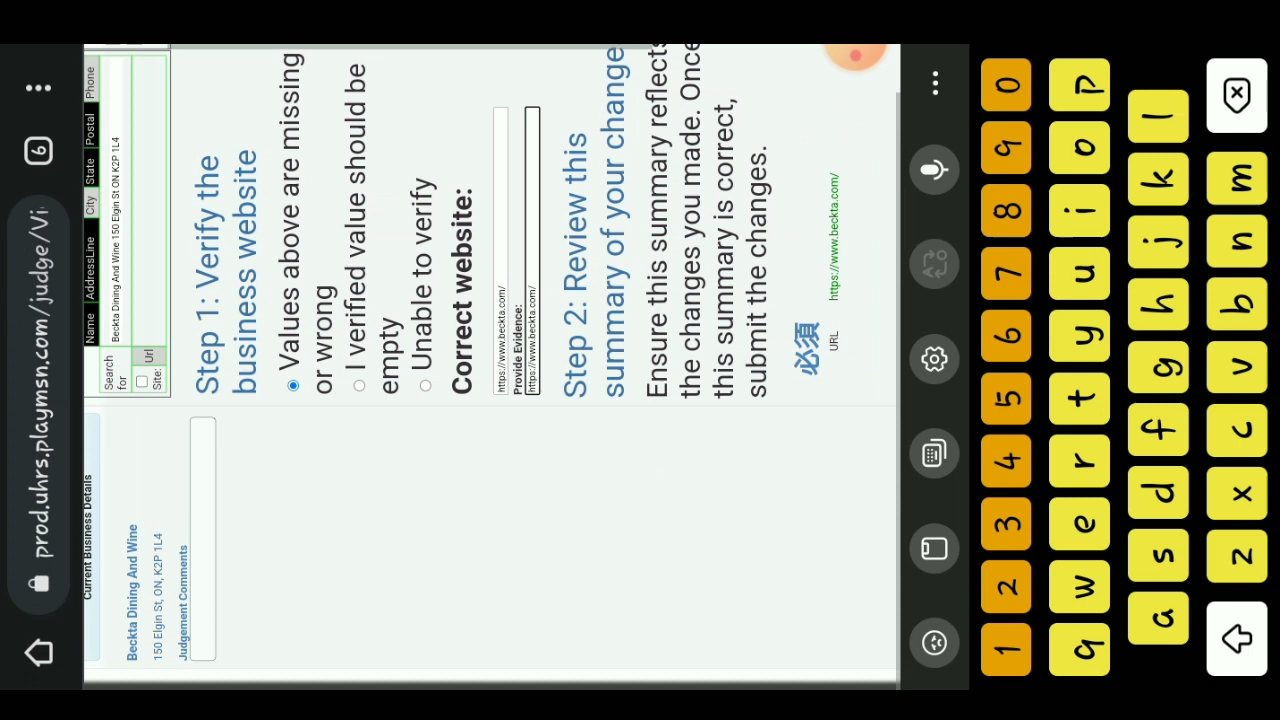 prod.uhrs.playmsn.com/judge/Vi
6
Current Business Details
Beckta Dining And Wine
150 Elgin St, ON, K2P 1L4
Judgement Comments
Name AddressLine City State Postal Phone
Search for
Beckta Dining And Wine 150 Elgin St ON K2P 1L4
Site:
Url
Step 1: Verify the
business website
Values above are missing
or wrong
I verified value should be
empty
Unable to verify
Correct website:
https://www.beckta.com/
Provide Evidence:
https://www.beckta.com/
Step 2: Review this
summary of your change
Ensure this summary reflects
the changes you made. Once
this summary is correct,
submit the changes.
必須
URL https://www.beckta.com/
1 2 3 4 5 6 7 8 9 0
q w e r t y u i o p
a s d f g h j k l
z x c v b n m